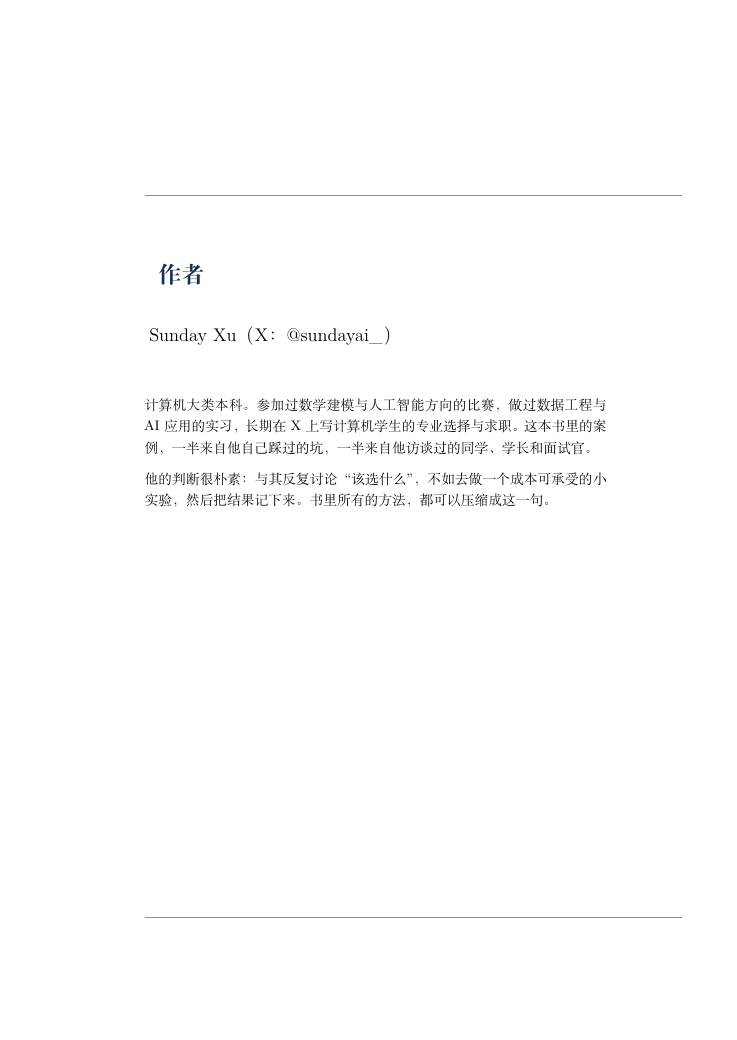 作者
Sunday Xu（X：@sundayai_）
计算机大类本科。参加过数学建模与人工智能方向的比赛，做过数据工程与
AI 应用的实习，长期在 X 上写计算机学生的专业选择与求职。这本书里的案
例，一半来自他自己踩过的坑，一半来自他访谈过的同学、学长和面试官。
他的判断很朴素：与其反复讨论“该选什么”，不如去做一个成本可承受的小
实验，然后把结果记下来。书里所有的方法，都可以压缩成这一句。